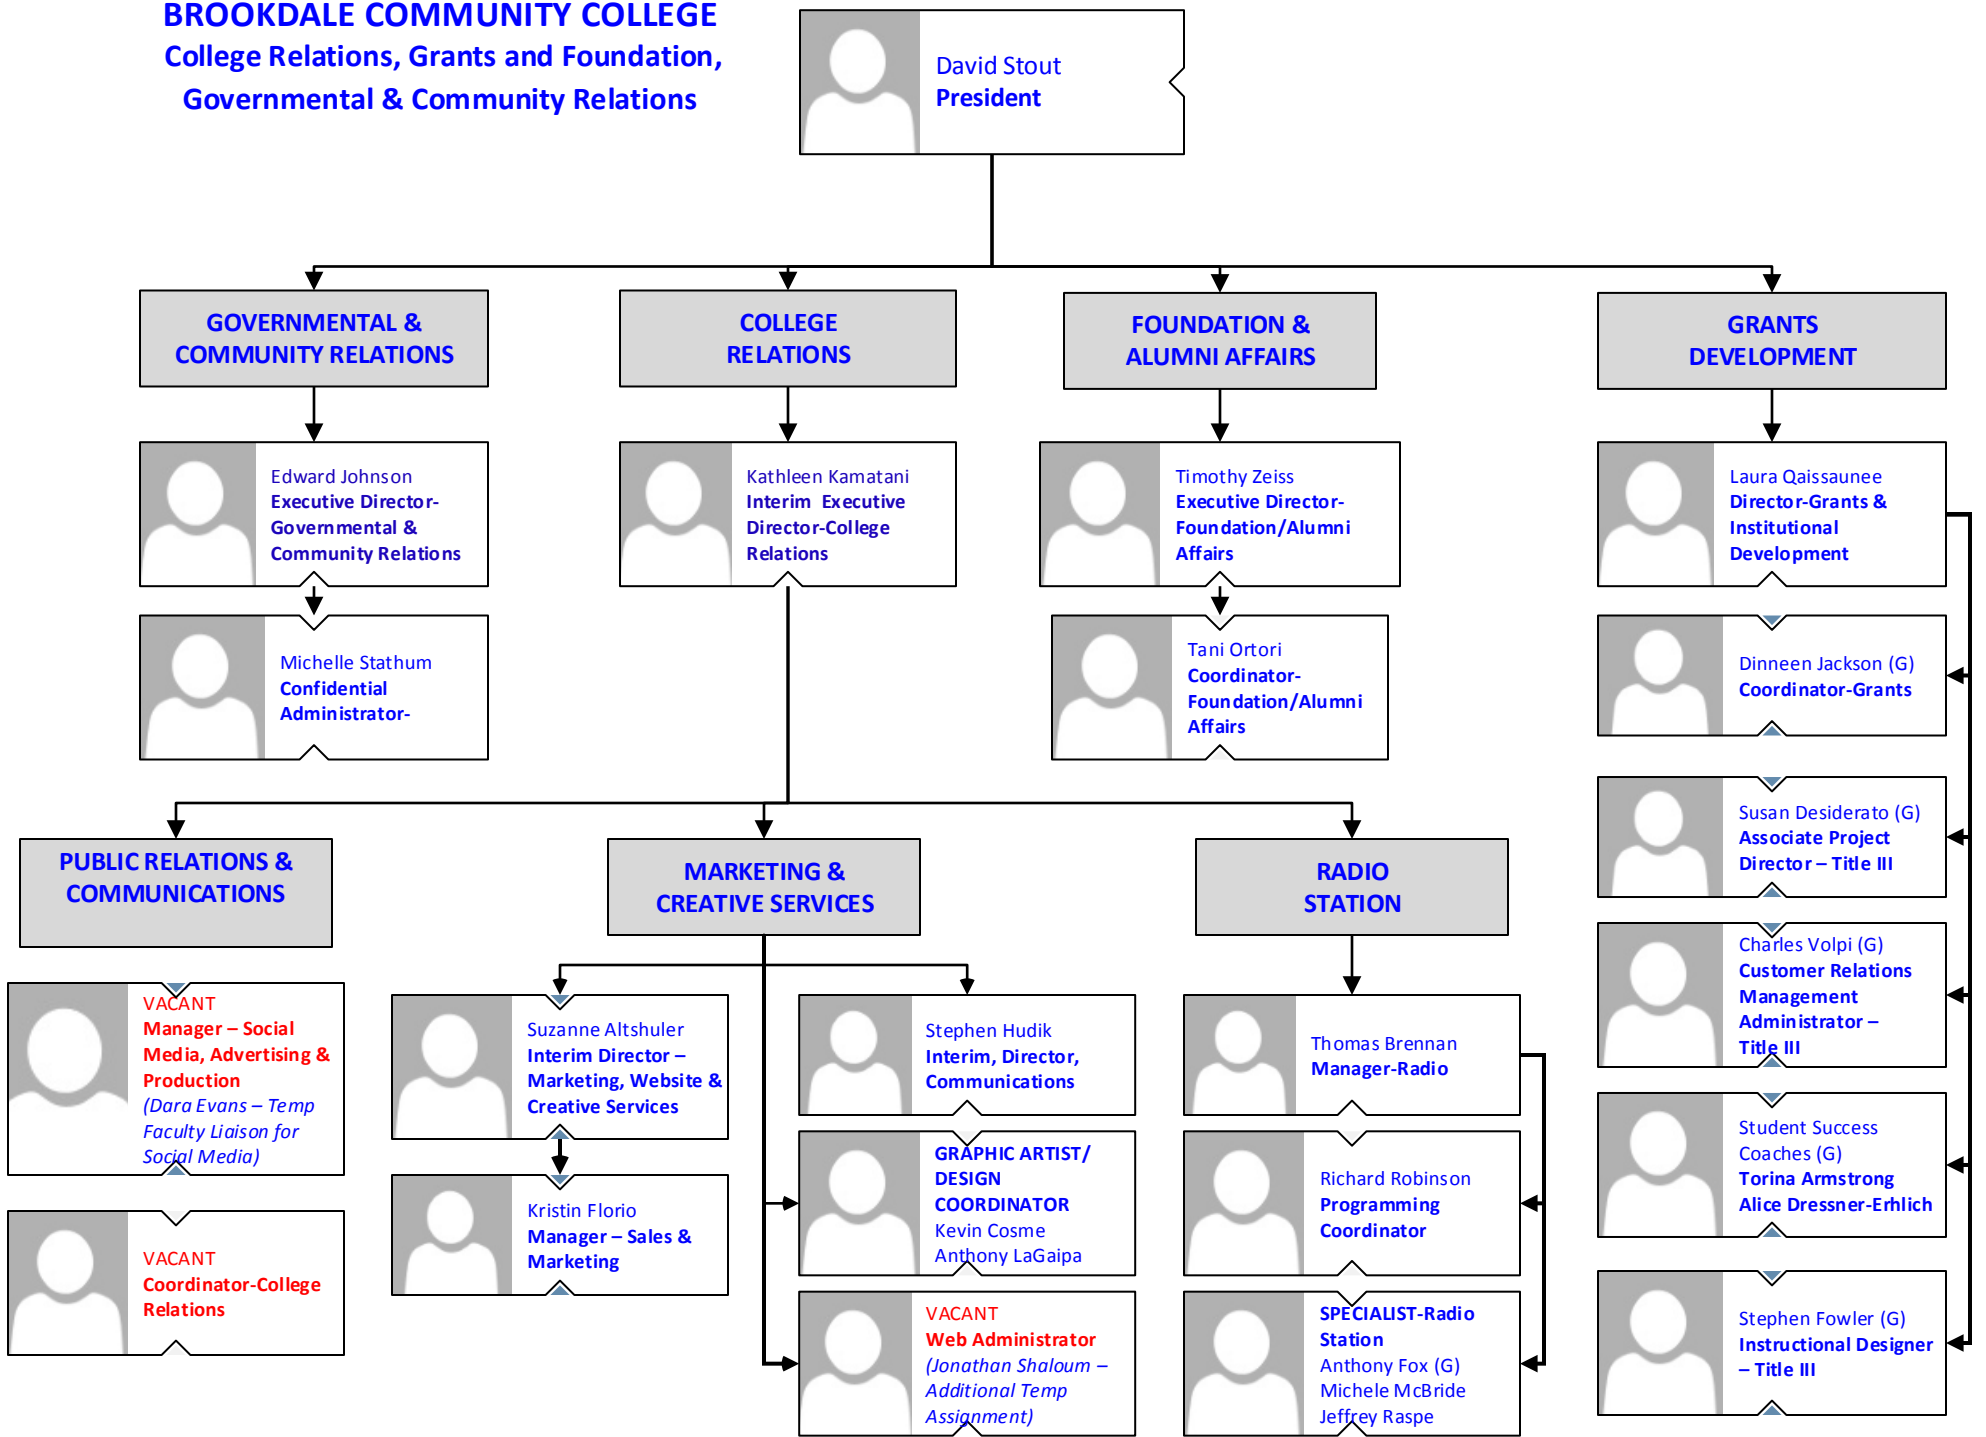 BROOKDALE COMMUNITY COLLEGE
College Relations, Grants and Foundation,
Governmental & Community Relations
David Stout
President
GOVERNMENTAL &
COMMUNITY RELATIONS
COLLEGE
RELATIONS
FOUNDATION &
ALUMNI AFFAIRS
GRANTS
DEVELOPMENT
Edward Johnson
Executive Director-
Governmental &
Community Relations
Kathleen Kamatani
Interim Executive
Director-College
Relations
Timothy Zeiss
Executive Director-
Foundation/Alumni
Affairs
Laura Qaissaunee
Director-Grants &
Institutional
Development
Michelle Stathum
Confidential
Administrator-
Tani Ortori
Coordinator-
Foundation/Alumni
Affairs
Dinneen Jackson (G)
Coordinator-Grants
Susan Desiderato (G)
Associate Project
Director – Title III
Charles Volpi (G)
Customer Relations
Management
Administrator –
Title III
Student Success
Coaches (G)
Torina Armstrong
Alice Dressner-Erhlich
Stephen Fowler (G)
Instructional Designer
– Title III
PUBLIC RELATIONS &
COMMUNICATIONS
MARKETING &
CREATIVE SERVICES
RADIO
STATION
VACANT
Manager – Social
Media, Advertising &
Production
(Dara Evans – Temp
Faculty Liaison for
Social Media)
VACANT
Coordinator-College
Relations
Suzanne Altshuler
Interim Director –
Marketing, Website &
Creative Services
Kristin Florio
Manager – Sales &
Marketing
Stephen Hudik
Interim, Director,
Communications
GRAPHIC ARTIST/
DESIGN
COORDINATOR
Kevin Cosme
Anthony LaGaipa
VACANT
Web Administrator
(Jonathan Shaloum –
Additional Temp
Assignment)
Thomas Brennan
Manager-Radio
Richard Robinson
Programming
Coordinator
SPECIALIST-Radio
Station
Anthony Fox (G)
Michele McBride
Jeffrey Raspe